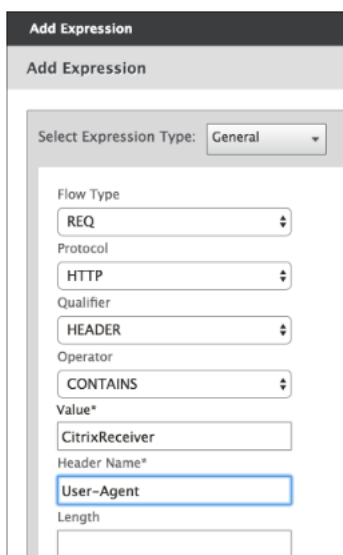 Add Expression
Add Expression
Select Expression Type: General
Flow Type
REQ
Protocol
HTTP
Qualifier
HEADER
Operator
CONTAINS
Value*
CitrixReceiver
Header Name*
User-Agent
Length